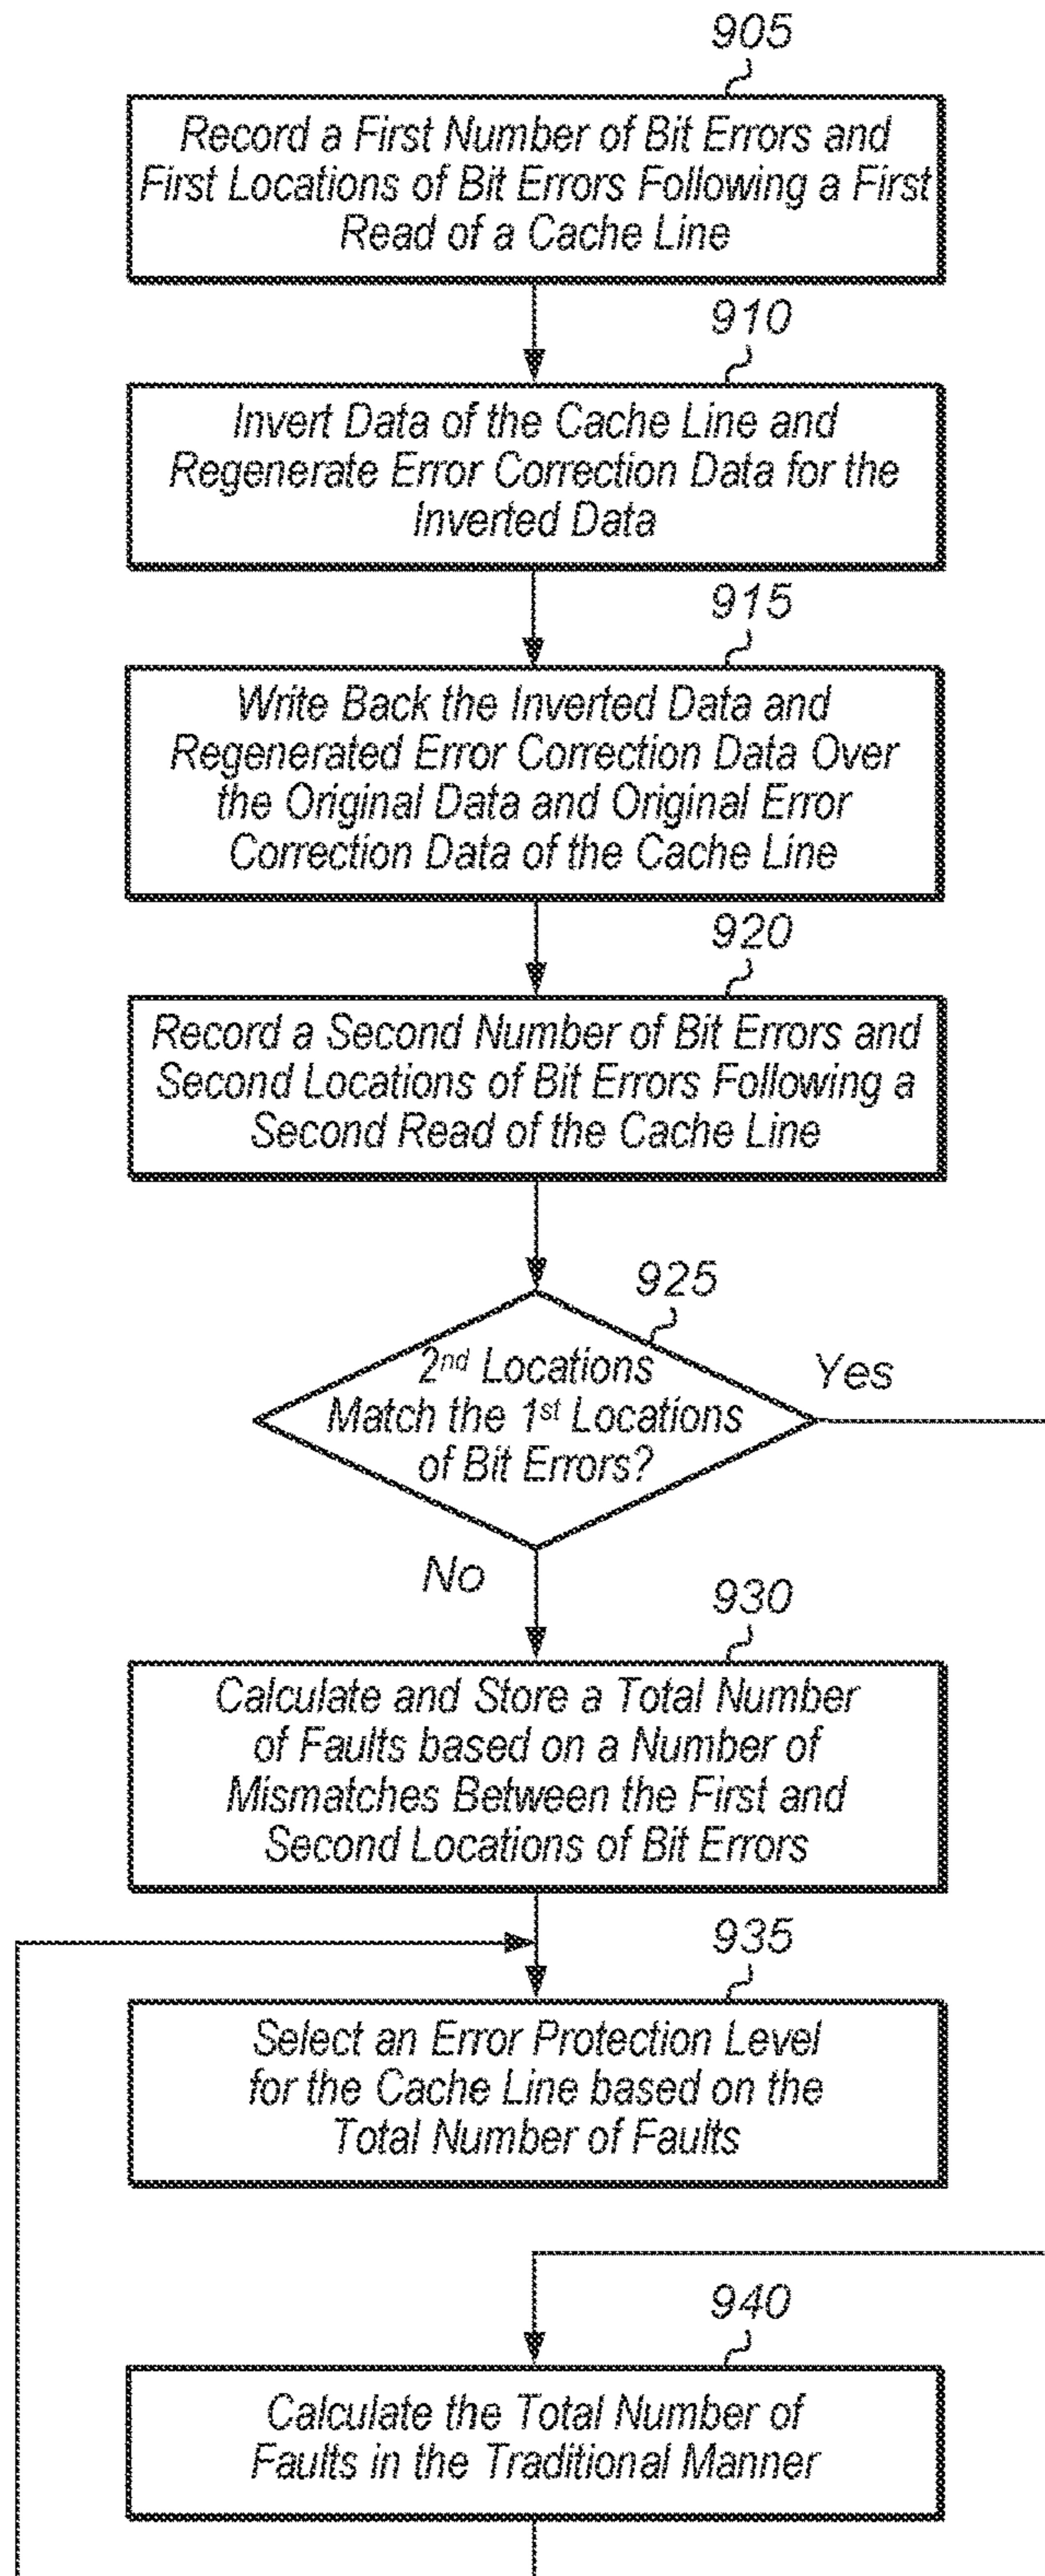 905
Record a First Number of Bit Errors and
First Locations of Bit Errors Following a First
Read of a Cache Line
910
Invert Data of the Cache Line and
Regenerate Error Correction Data for the
Inverted Data
915
Write Back the Inverted Data and
Regenerated Error Correction Data Over
the Original Data and Original Error
Correction Data of the Cache Line
920
Record a Second Number of Bit Errors and
Second Locations of Bit Errors Following a
Second Read of the Cache Line
925
2nd Locations
Match the 1st Locations
of Bit Errors?
Yes
No
930
Calculate and Store a Total Number
of Faults based on a Number of
Mismatches Between the First and
Second Locations of Bit Errors
935
Select an Error Protection Level
for the Cache Line based on the
Total Number of Faults
940
Calculate the Total Number of
Faults in the Traditional Manner